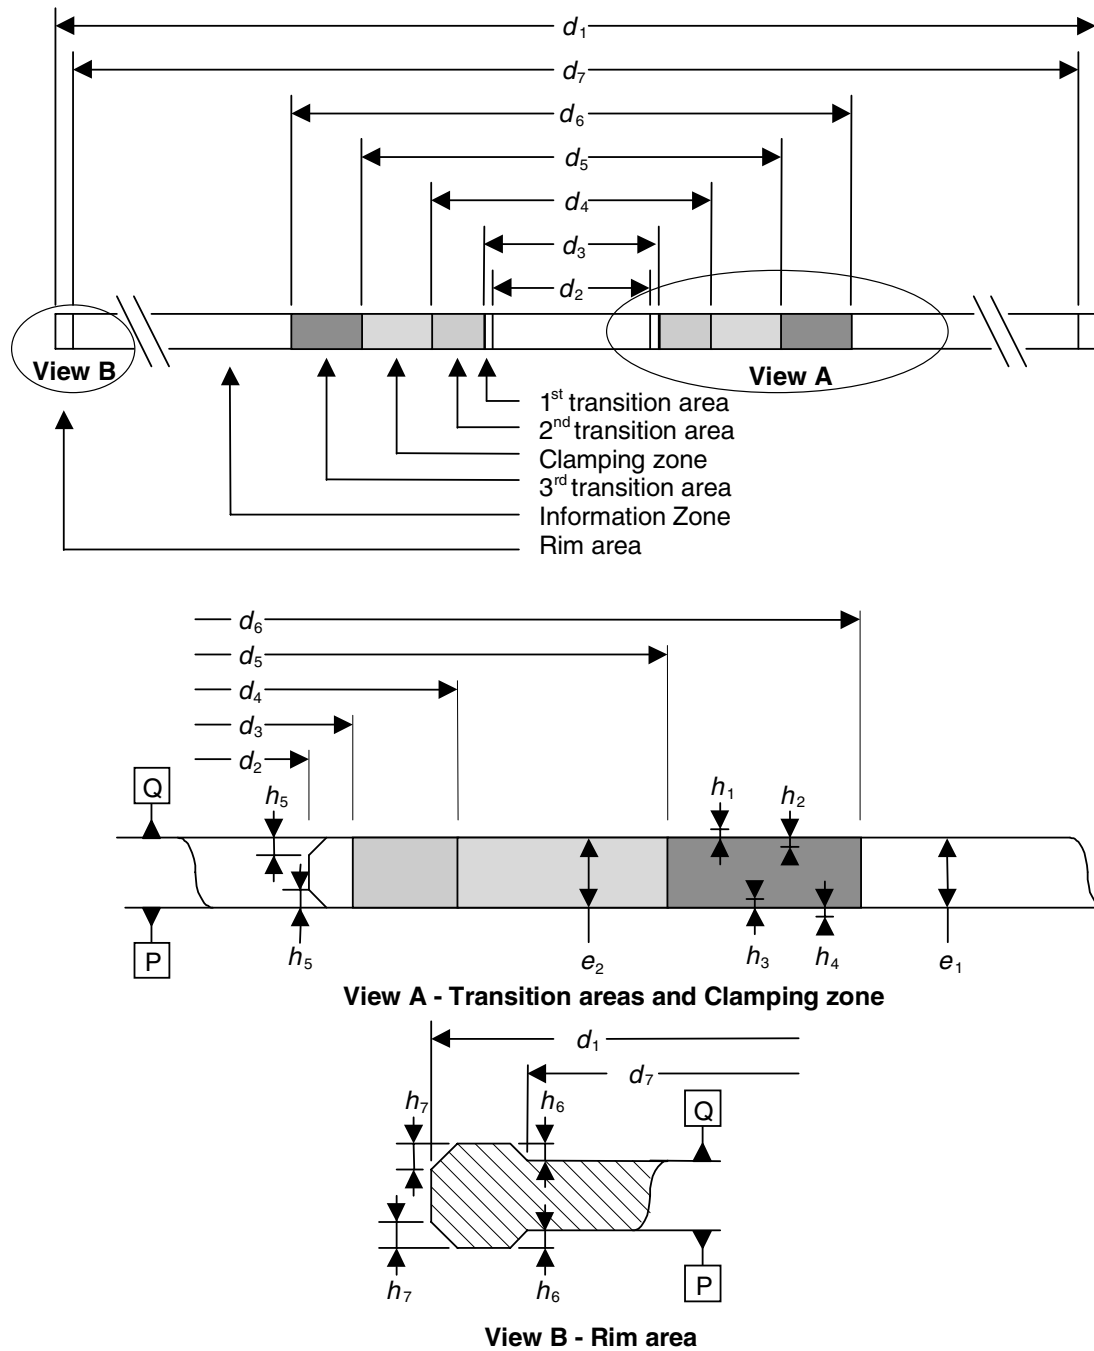 d1
d7
d6
d5
d4
d3
d2
View B
View A
1st transition area
2nd transition area
Clamping zone
3rd transition area
Information Zone
Rim area
d6
d5
d4
d3
d2
Q
h5
h1 h2
P
h5
e2
h3 h4
e1
View A - Transition areas and Clamping zone
d1
d7
h7 h6
Q
P
h7 h6
View B - Rim area